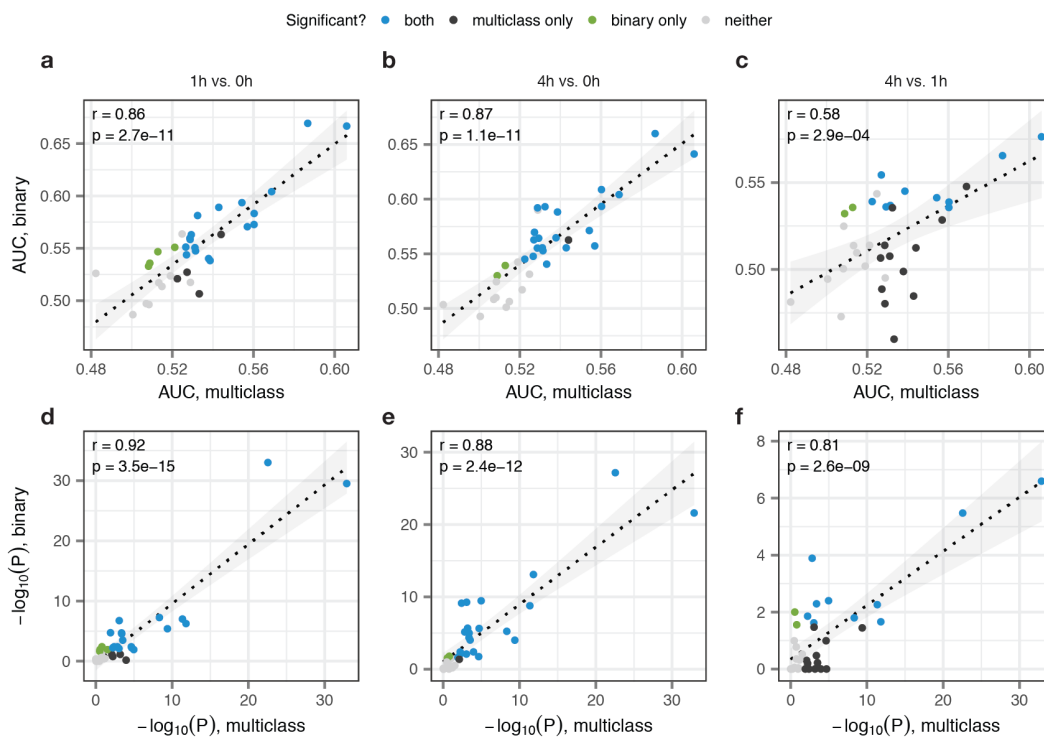 Significant? both multiclass only binary only neither
a b c
1h vs. 0h 4h vs. 0h 4h vs. 1h
r = 0.86
p = 2.7e−11
r = 0.87
p = 1.1e−11
r = 0.58
p = 2.9e−04
AUC, binary
0.65
0.60
0.55
0.50
0.65
0.60
0.55
0.50
0.55
0.50
0.48 0.52 0.56 0.60
0.48 0.52 0.56 0.60
0.48 0.52 0.56 0.60
AUC, multiclass AUC, multiclass AUC, multiclass
d e f
r = 0.92
p = 3.5e−15
r = 0.88
p = 2.4e−12
r = 0.81
p = 2.6e−09
−log10(P), binary
30
20
10
0
30
20
10
0
8
6
4
2
0
0 10 20 30
0 10 20 30
0 10 20 30
−log10(P), multiclass −log10(P), multiclass −log10(P), multiclass